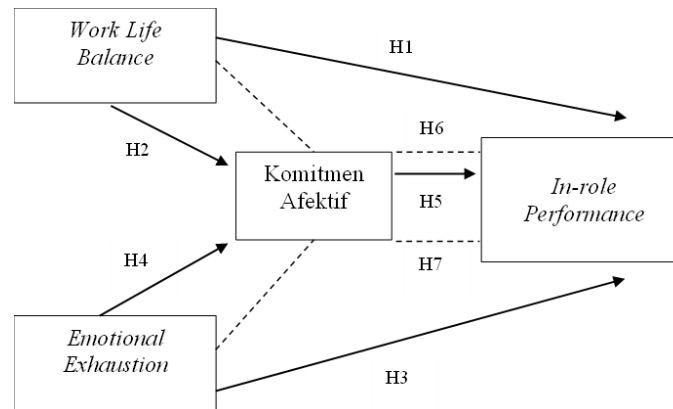 Work Life
Balance
H1
H6
H2
Komitmen
Afektif
H5
In-role
Performance
H7
H4
Emotional
Exhaustion
H3